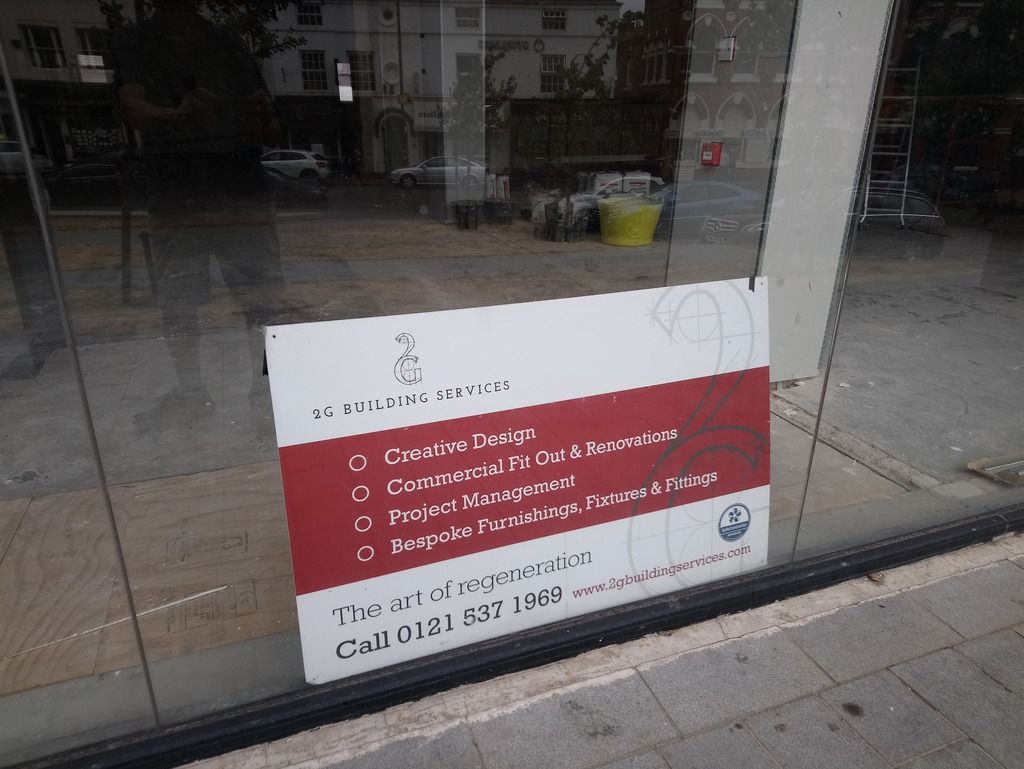 2G
2G BUILDING SERVICES
Creative Design
Commercial Fit Out & Renovations
Project Management
Bespoke Furnishings, Fixtures & Fittings
The art of regeneration
Call 0121 537 1969 www.2gbuildingservices.com